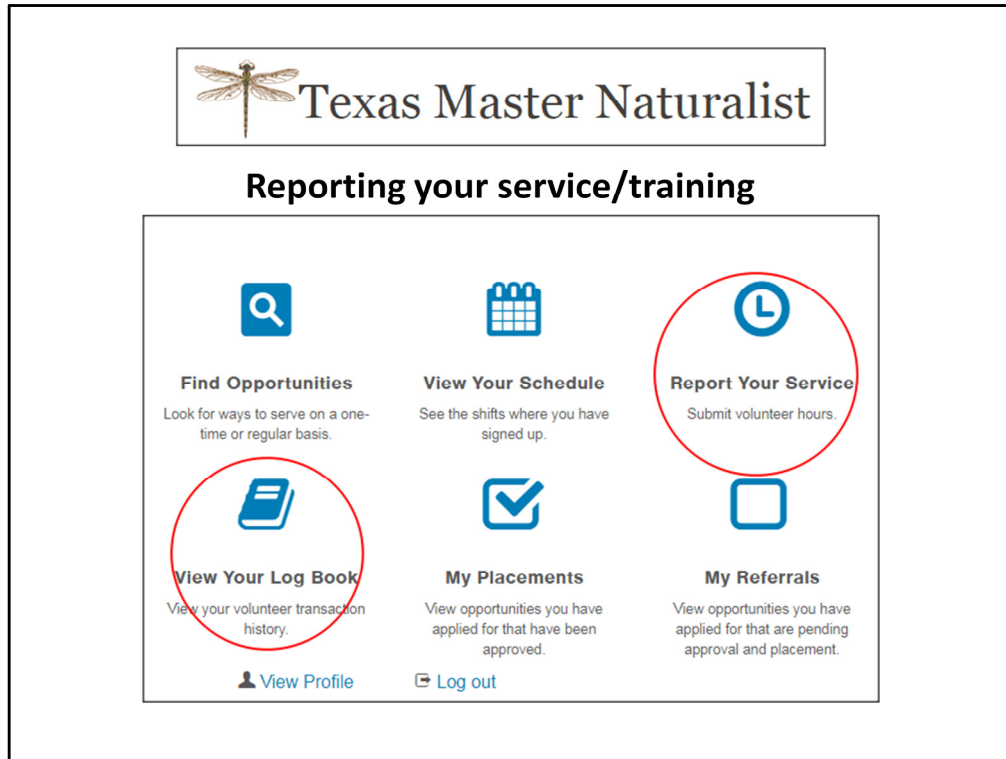 Texas Master Naturalist
Reporting your service/training
Find Opportunities
Look for ways to serve on a one-
time or regular basis.
View Your Schedule
See the shifts where you have
signed up.
Report Your Service
Submit volunteer hours.
View Your Log Book
View your volunteer transaction
history.
My Placements
View opportunities you have
applied for that have been
approved.
My Referrals
View opportunities you have
applied for that are pending
approval and placement.
View Profile
Log out